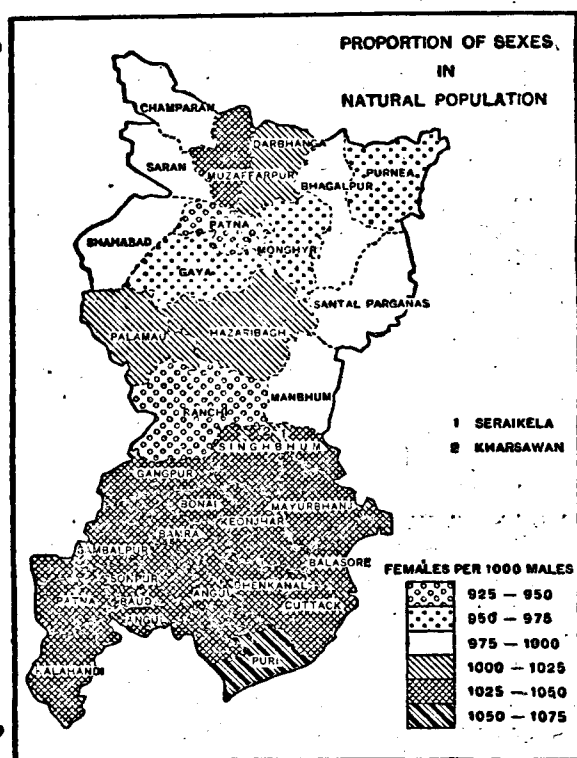 PROPORTION OF SEXES
IN
NATURAL POPULATION
CHAMPARAN
DARBHANGA
SARAN
MUZAFFARPUR
PURNEA
BHAGALPUR
PATNA
SHAHABAD
MONGHYR
GAYA
SANTAL PARGANAS
PALAMAU
HAZARIBAGH
MANBHUM
RANCHI
1 SERAIKELA
2 KHARSAWAN
SINGHBHUM
GANGPUR
BONAI
MAYURBHANJ
KEONJHAR
BAMRA
SAMBALPUR
BALASORE
SONPUR
DHENKANAL
PATNA
BAUD
ANGUL
CUTTACK
ANGUL
PURI
KALAHANDI
FEMALES PER 1000 MALES
925 — 950
950 — 975
975 — 1000
1000 — 1025
1025 — 1050
1050 — 1075